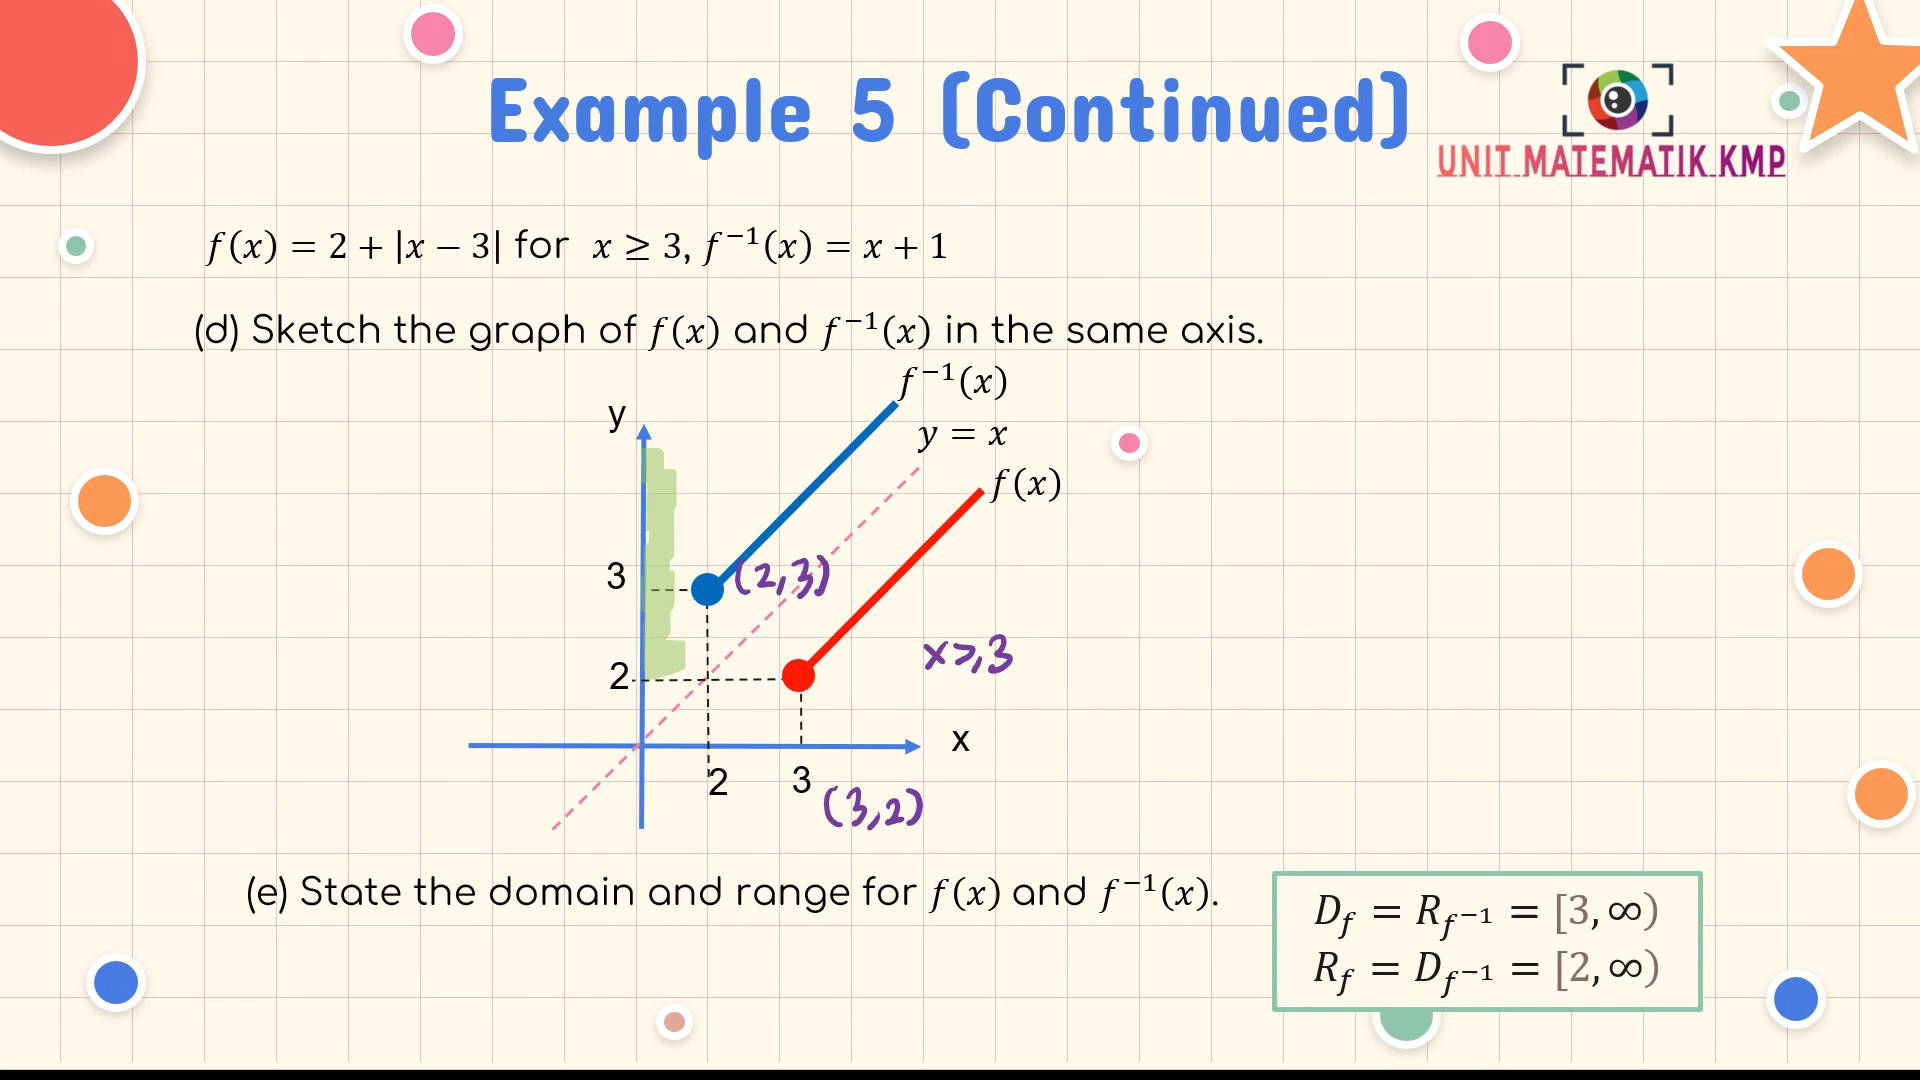 Example 5 (Continued)
UNIT.MATEMATIK.KMP
f(x) = 2 + |x − 3| for x ≥ 3, f⁻¹(x) = x + 1
(d) Sketch the graph of f(x) and f⁻¹(x) in the same axis.
f⁻¹(x)
y
y = x
f(x)
3
(2,3)
x≥3
2
x
2
3
(3,2)
(e) State the domain and range for f(x) and f⁻¹(x).
D_f = R_f⁻¹ = [3, ∞)
R_f = D_f⁻¹ = [2, ∞)